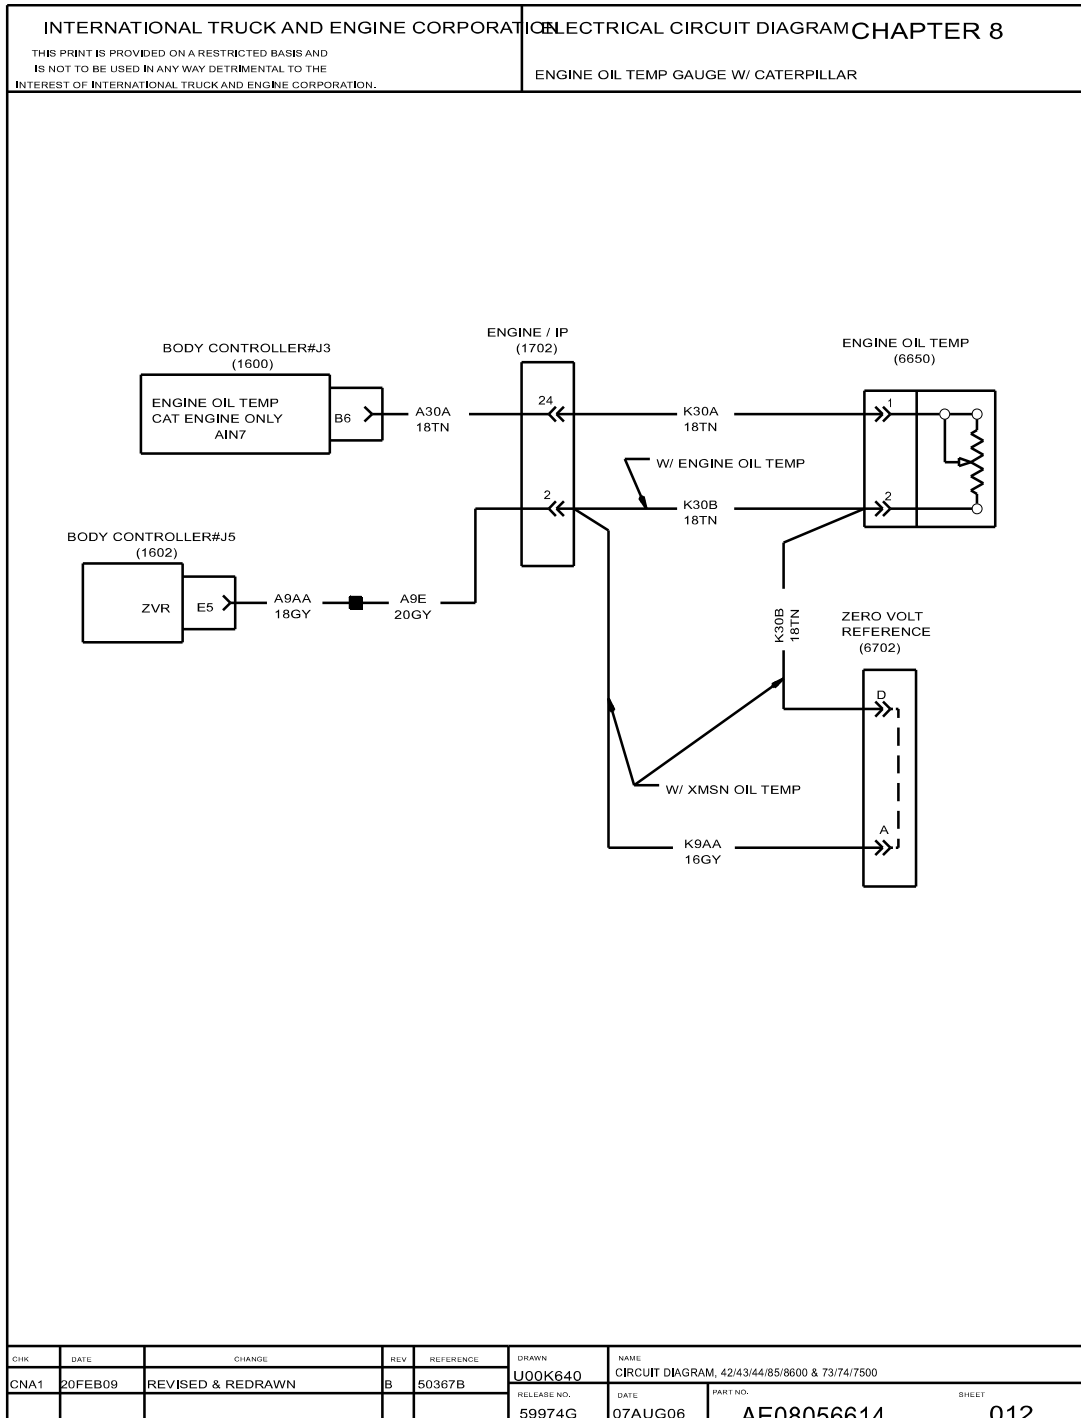 INTERNATIONAL TRUCK AND ENGINE CORPORATION
THIS PRINT IS PROVIDED ON A RESTRICTED BASIS AND
IS NOT TO BE USED IN ANY WAY DETRIMENTAL TO THE
INTEREST OF INTERNATIONAL TRUCK AND ENGINE CORPORATION.
ELECTRICAL CIRCUIT DIAGRAM
CHAPTER 8
ENGINE OIL TEMP GAUGE W/ CATERPILLAR
BODY CONTROLLER#J3
(1600)
ENGINE OIL TEMP
CAT ENGINE ONLY
AIN7
B6
A30A
18TN
ENGINE / IP
(1702)
24
2
K30A
18TN
W/ ENGINE OIL TEMP
K30B
18TN
ENGINE OIL TEMP
(6650)
1
2
BODY CONTROLLER#J5
(1602)
ZVR
E5
A9AA
18GY
A9E
20GY
K30B
18TN
ZERO VOLT
REFERENCE
(6702)
D
A
W/ XMSN OIL TEMP
K9AA
16GY
CHK DATE CHANGE REV REFERENCE
CNA1 20FEB09 REVISED & REDRAWN B 50367B
DRAWN
U00K640
NAME
CIRCUIT DIAGRAM, 42/43/44/85/8600 & 73/74/7500
RELEASE NO.
59974G
DATE
07AUG06
PART NO.
AE08056614
SHEET
012